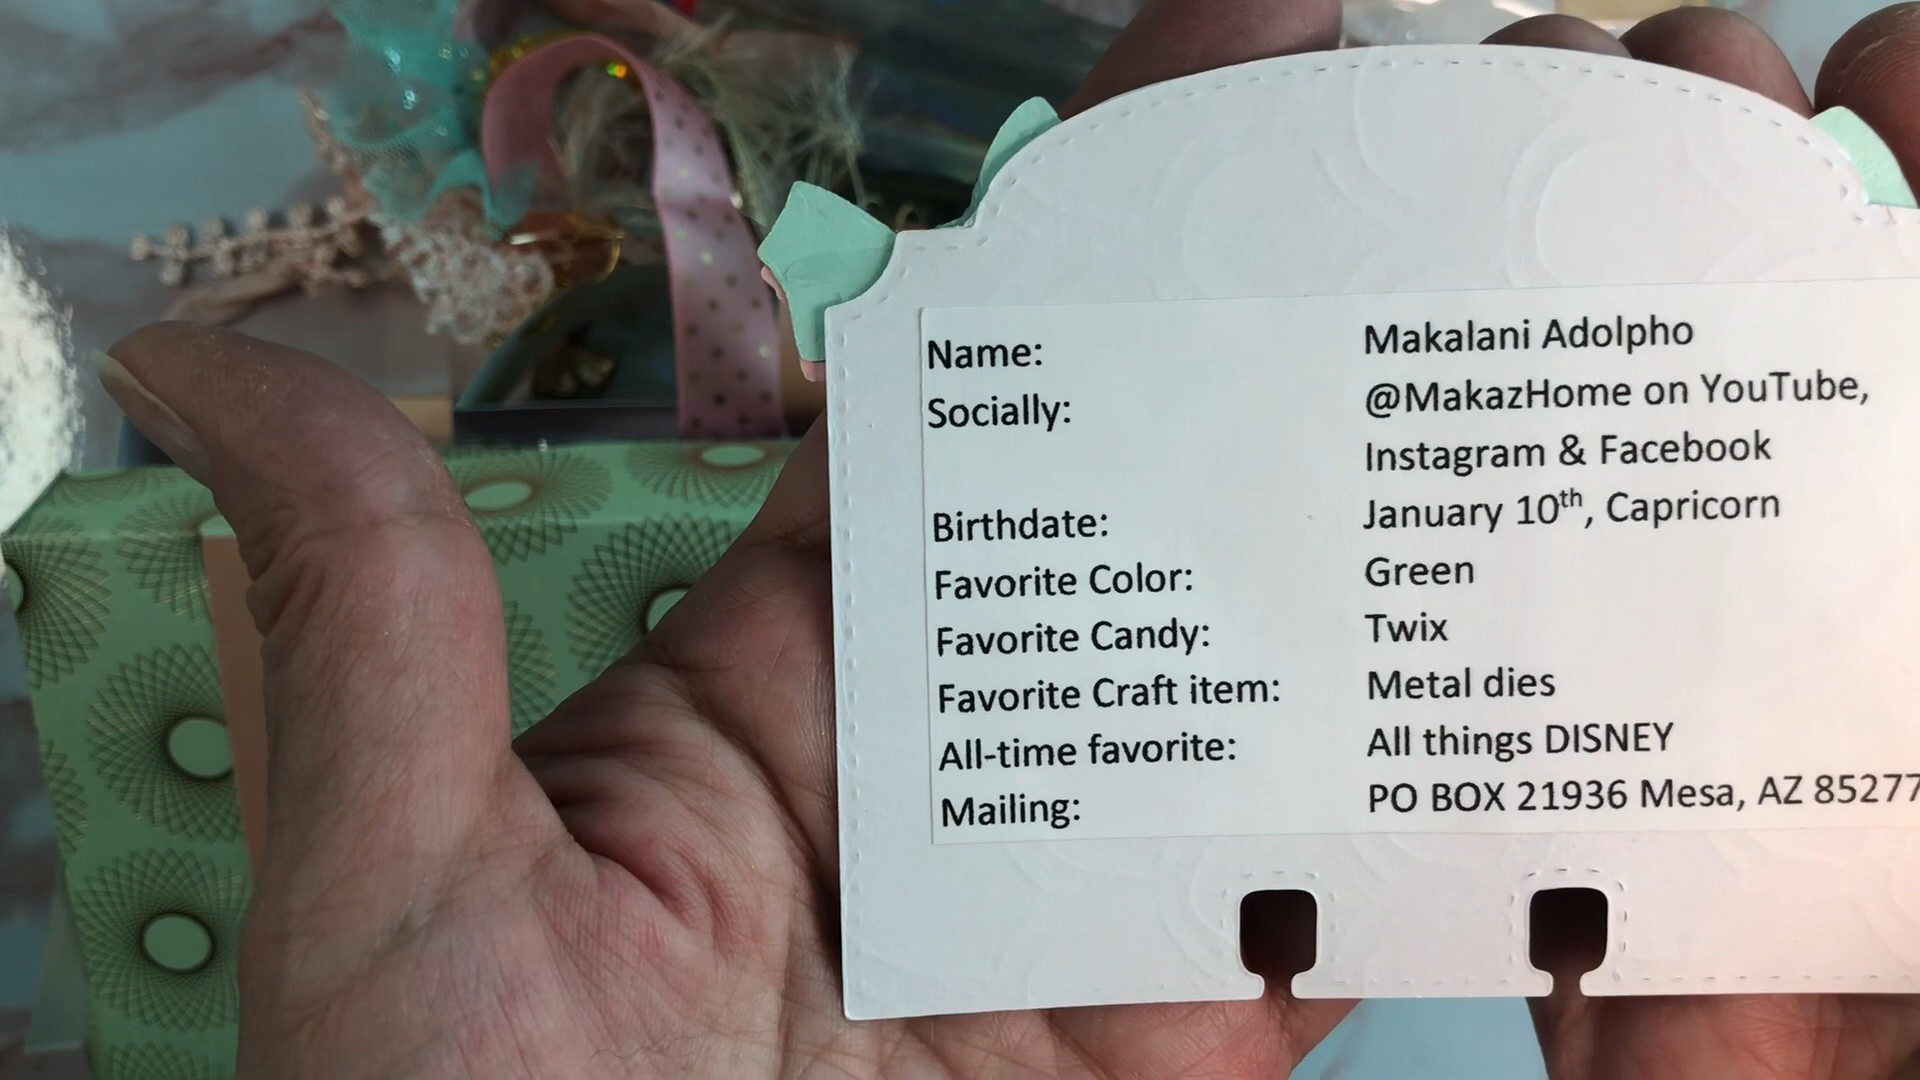 Name: Makalani Adolpho
Socially: @MakazHome on YouTube,
Instagram & Facebook
Birthdate: January 10th, Capricorn
Favorite Color: Green
Favorite Candy: Twix
Favorite Craft item: Metal dies
All-time favorite: All things DISNEY
Mailing: PO BOX 21936 Mesa, AZ 85277